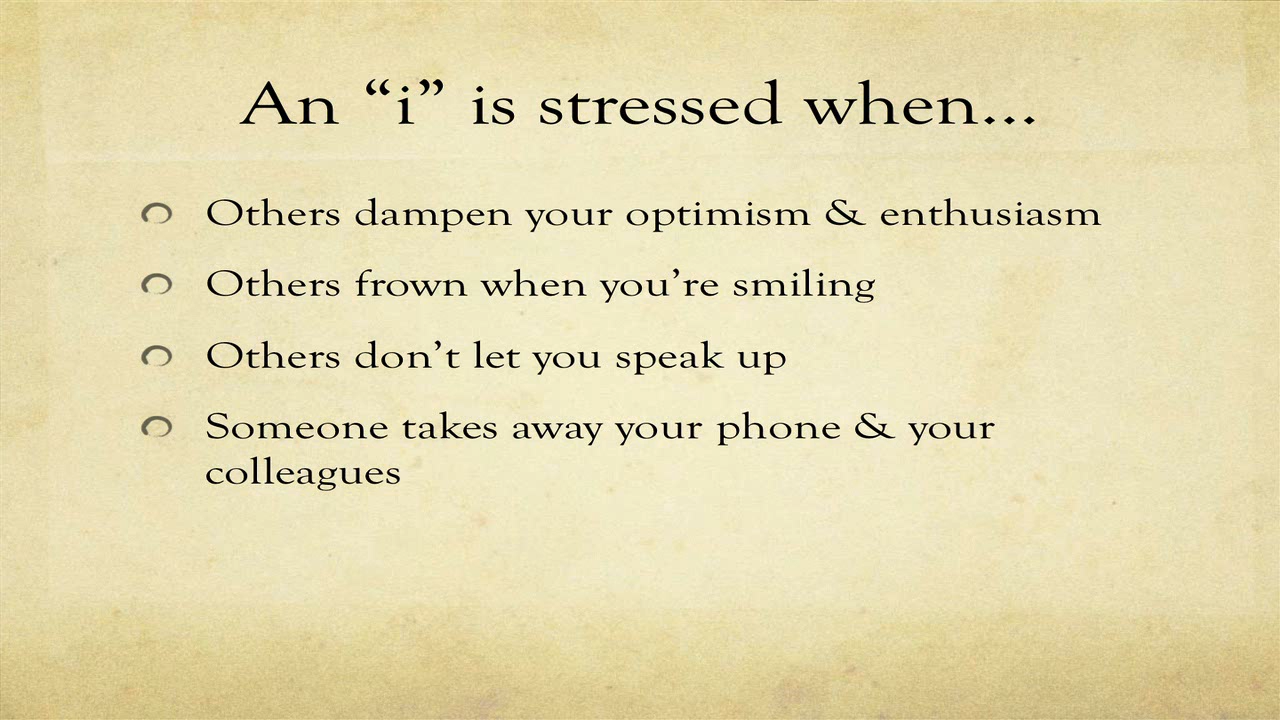 An “i” is stressed when…
Others dampen your optimism & enthusiasm
Others frown when you’re smiling
Others don’t let you speak up
Someone takes away your phone & your
colleagues